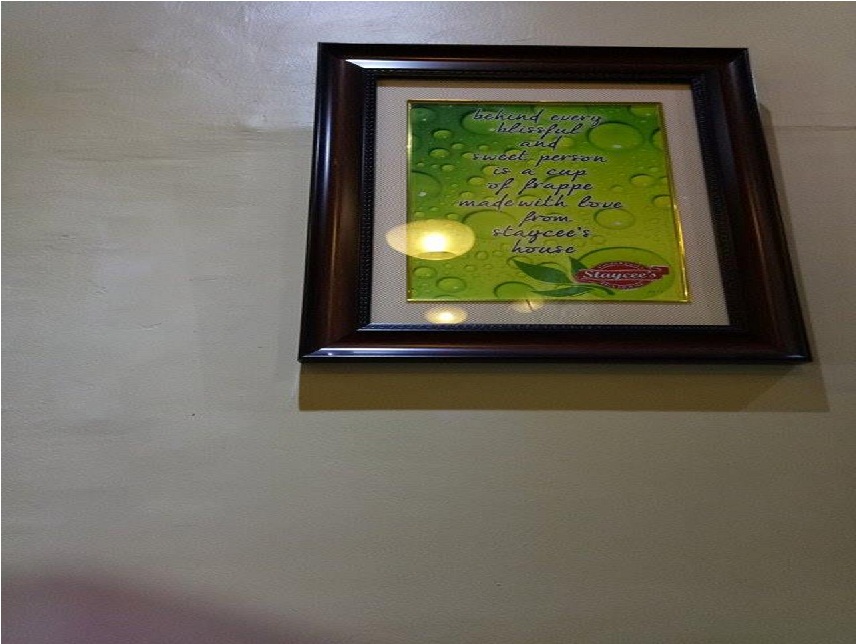 behind every
blissful
and
sweet person
is a cup
of frappe
made with love
from
staycee's
house
Staycee's